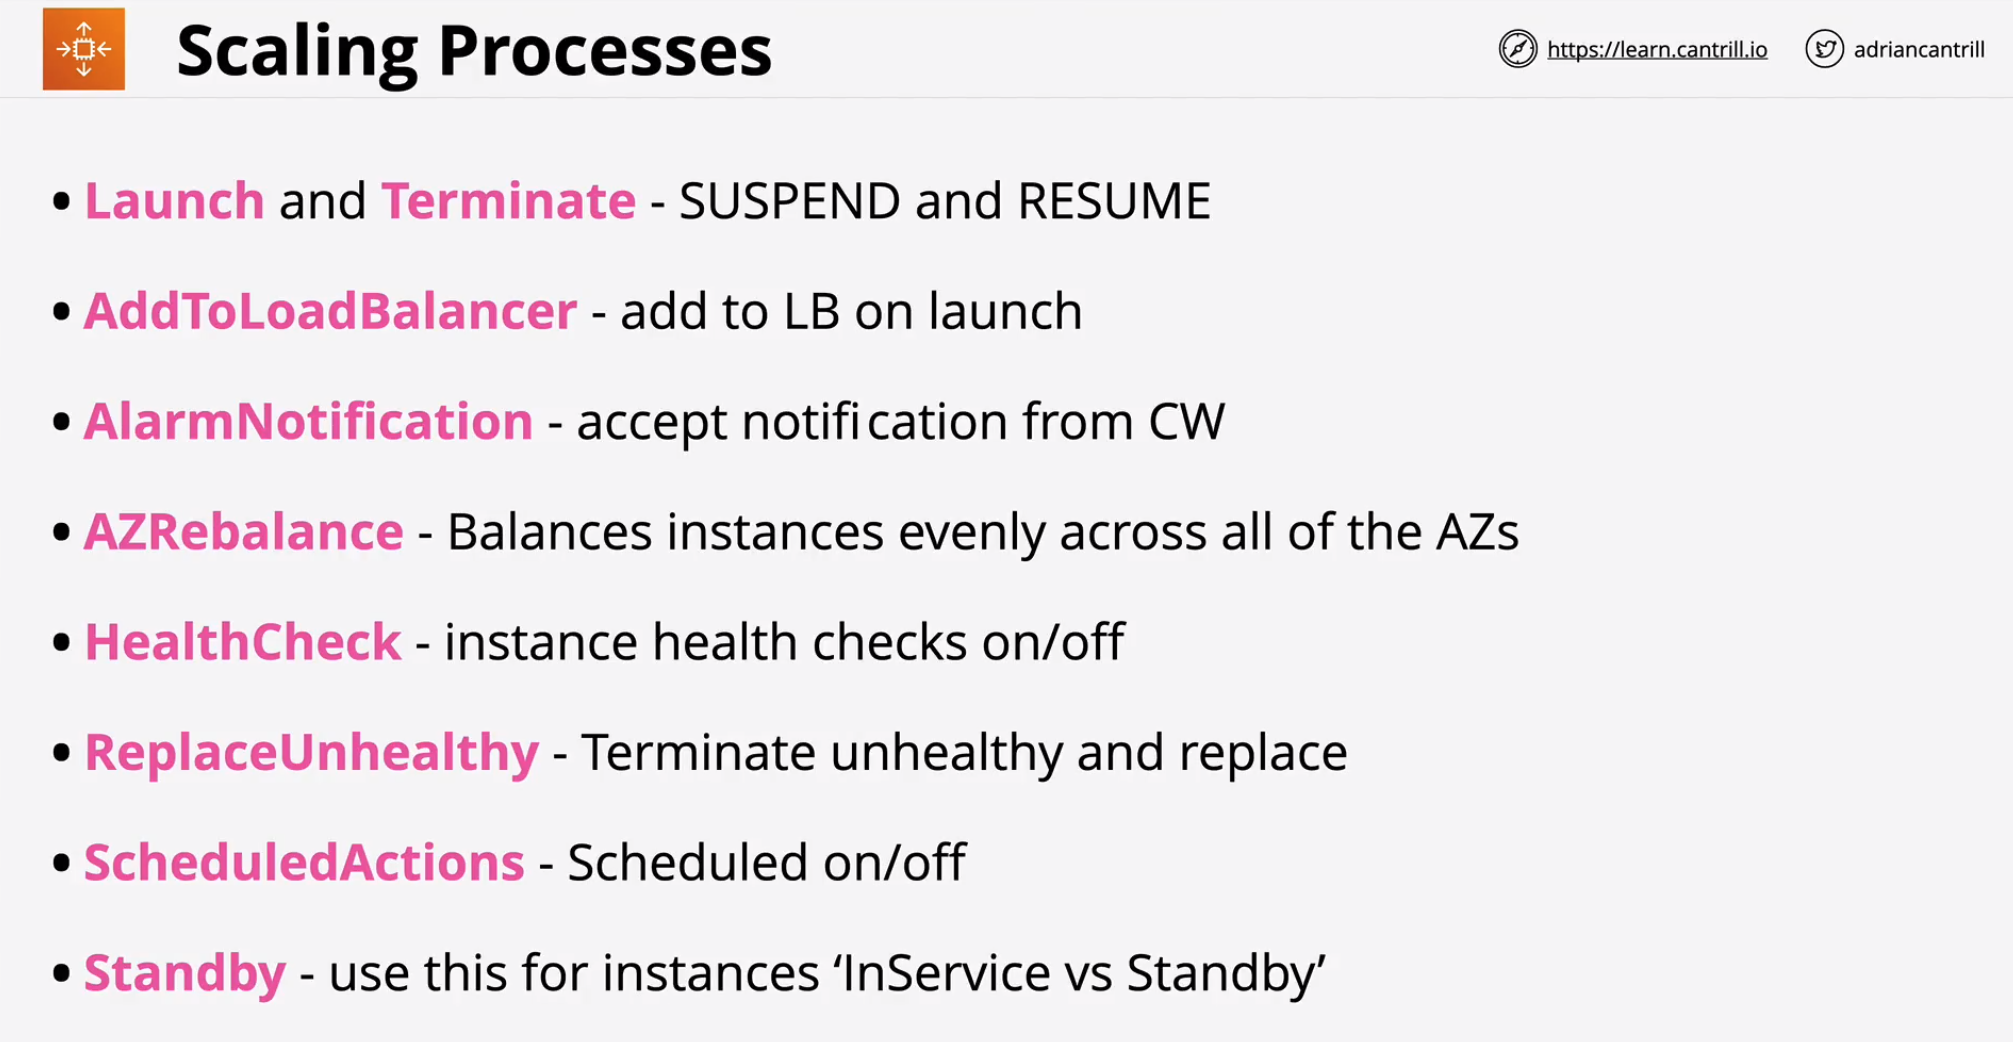 Scaling Processes
https://learn.cantrill.io
adriancantrill
• Launch and Terminate - SUSPEND and RESUME
• AddToLoadBalancer - add to LB on launch
• AlarmNotification - accept notification from CW
• AZRebalance - Balances instances evenly across all of the AZs
• HealthCheck - instance health checks on/off
• ReplaceUnhealthy - Terminate unhealthy and replace
• ScheduledActions - Scheduled on/off
• Standby - use this for instances ‘InService vs Standby’